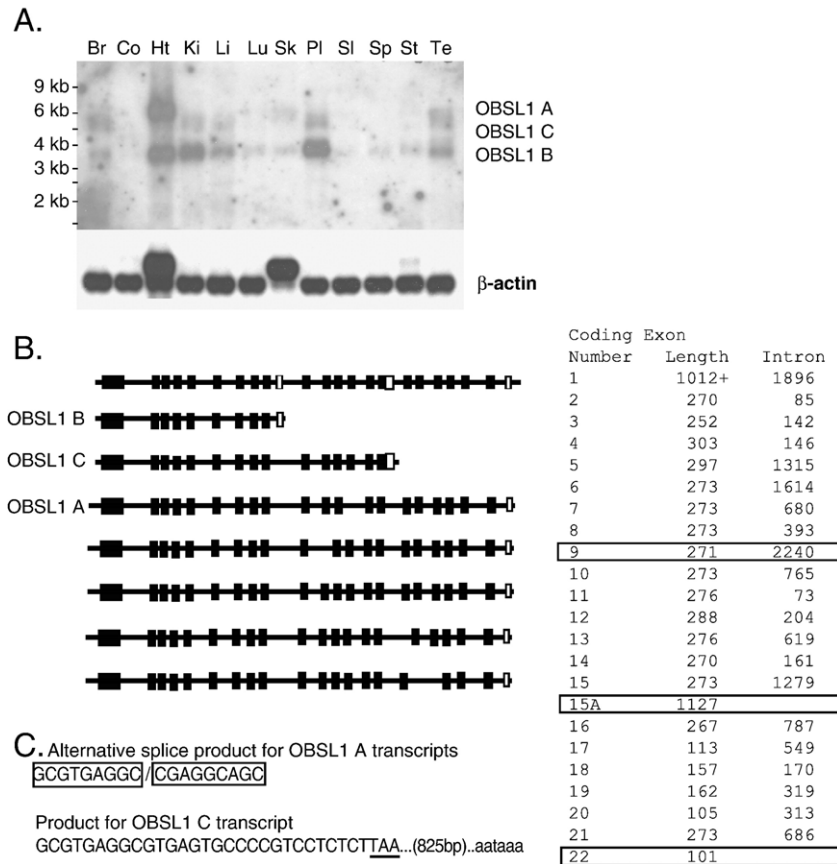 A.
Br Co Ht Ki Li Lu Sk Pl Sl Sp St Te
9 kb
6 kb
4 kb
3 kb
2 kb
OBSL1 A
OBSL1 C
OBSL1 B
β-actin
B.
OBSL1 B
OBSL1 C
OBSL1 A
Coding Exon
Number Length Intron
1 1012+ 1896
2 270 85
3 252 142
4 303 146
5 297 1315
6 273 1614
7 273 680
8 273 393
9 271 2240
10 273 765
11 276 73
12 288 204
13 276 619
14 270 161
15 273 1279
15A 1127
16 267 787
17 113 549
18 157 170
19 162 319
20 105 313
21 273 686
22 101
C. Alternative splice product for OBSL1 A transcripts
GCGTGAGGC/CGAGGCAGC
Product for OBSL1 C transcript
GCGTGAGGCGTGAGTGCCCCGTCCTCTCTTAA...(825bp)..aataaa